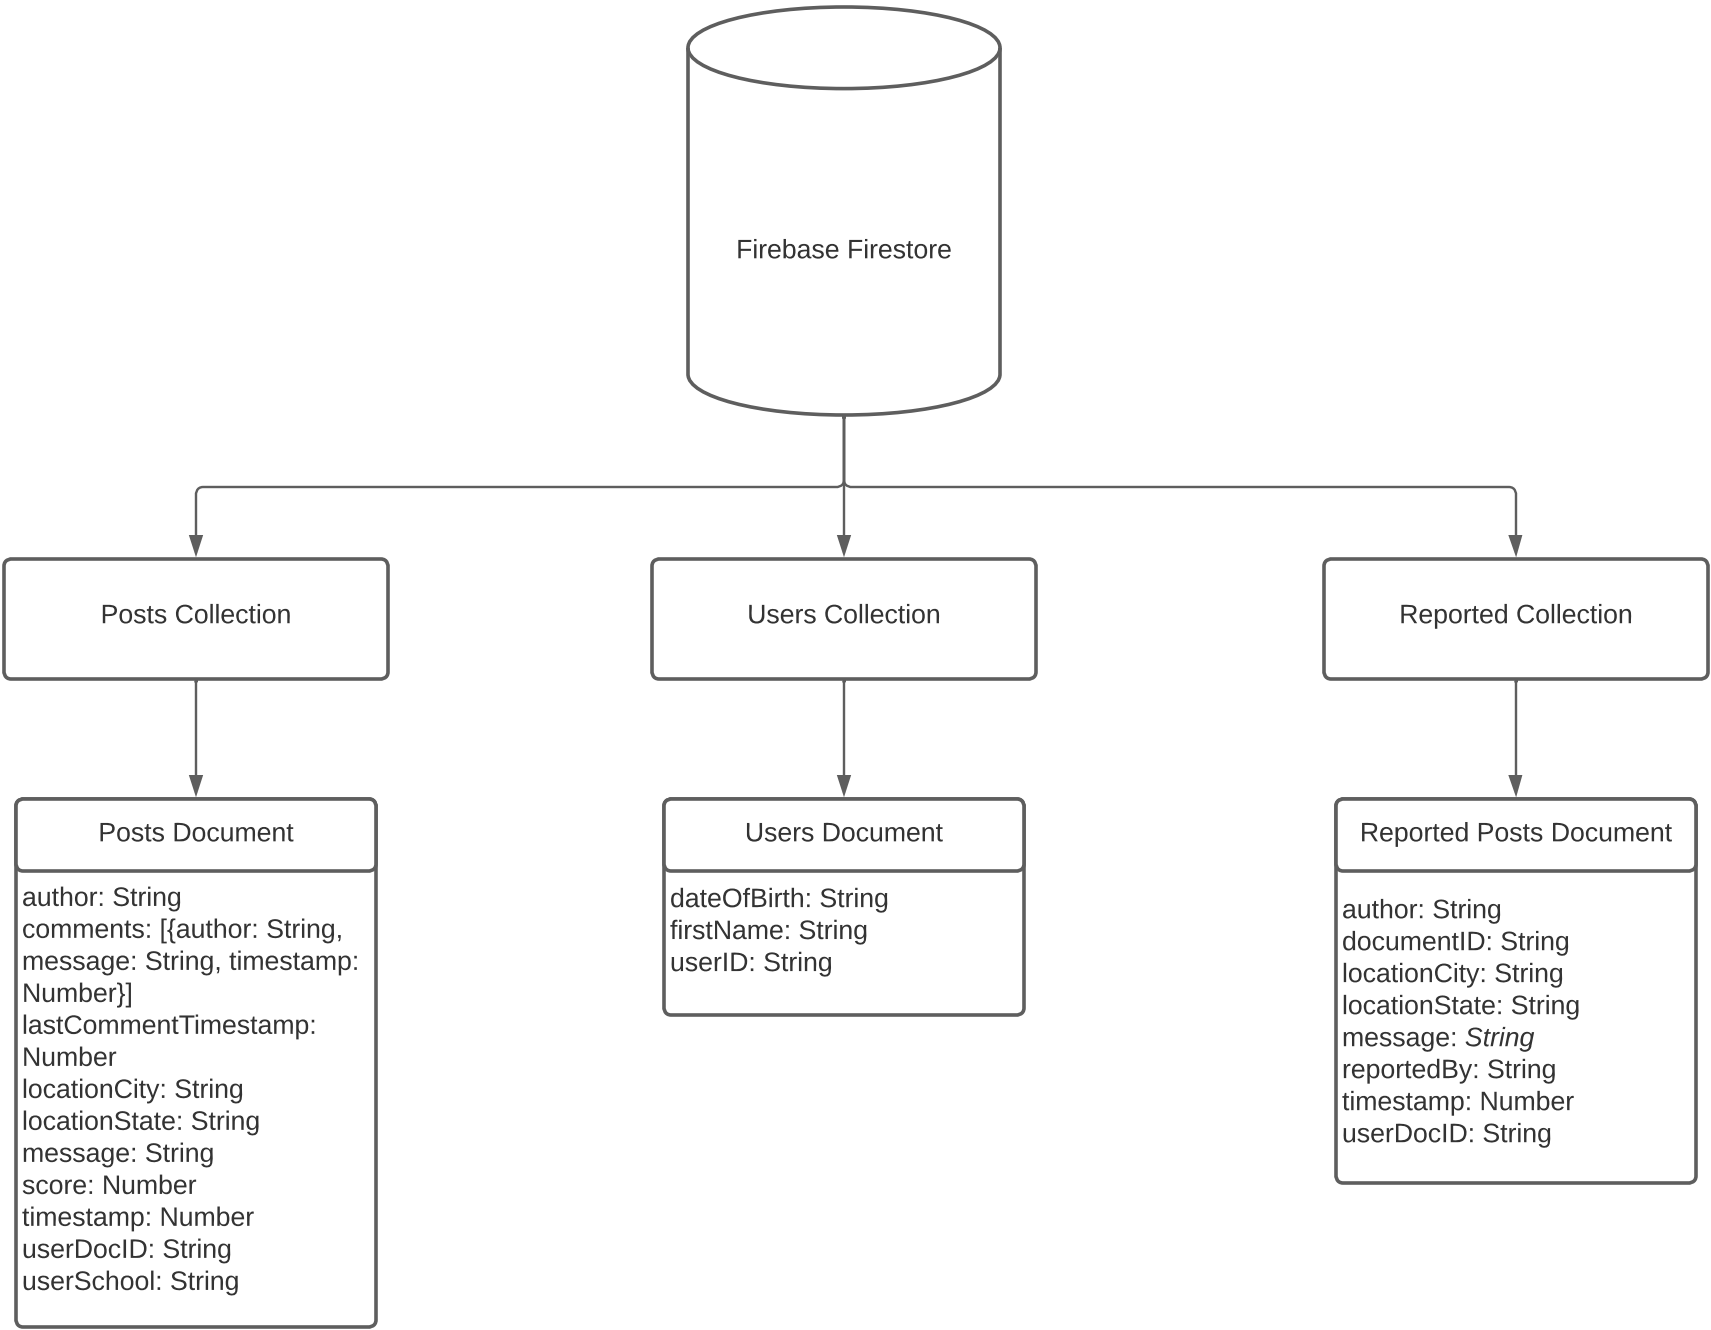 Firebase Firestore
Posts Collection
Users Collection
Reported Collection
Posts Document
author: String
comments: [{author: String,
message: String, timestamp:
Number}]
lastCommentTimestamp:
Number
locationCity: String
locationState: String
message: String
score: Number
timestamp: Number
userDocID: String
userSchool: String
Users Document
dateOfBirth: String
firstName: String
userID: String
Reported Posts Document
author: String
documentID: String
locationCity: String
locationState: String
message: String
reportedBy: String
timestamp: Number
userDocID: String